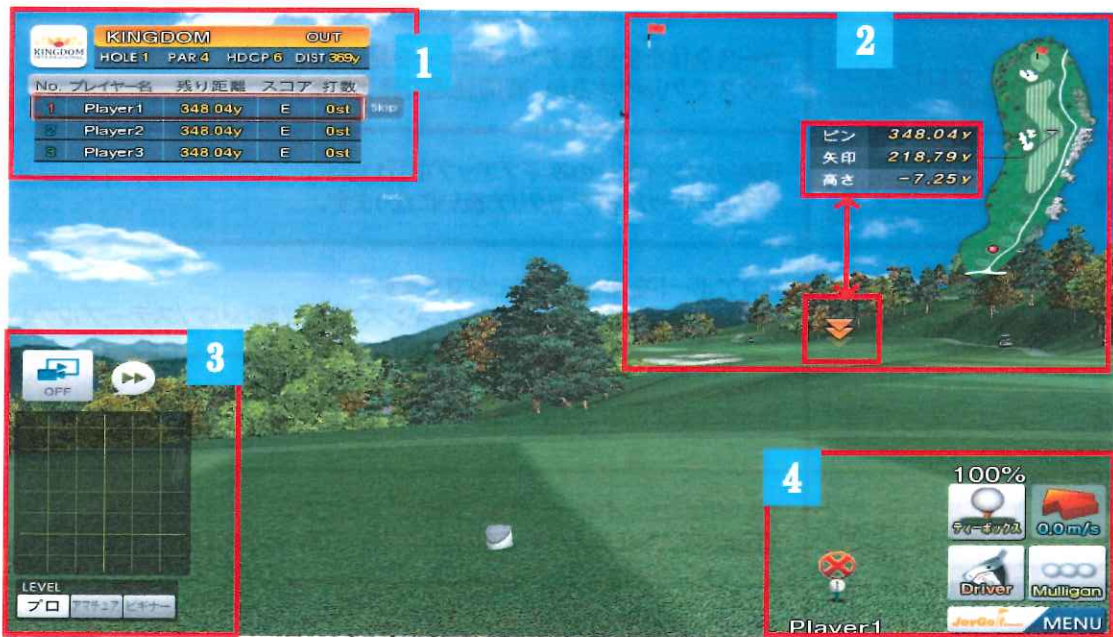 1
KINGDOM
KINGDOM OUT
HOLE 1 PAR 4 HDCP 6 DIST 369y
No. プレイヤー名 残り距離 スコア 打数
1 Player1 348.04y E 0st Skip
2 Player2 348.04y E 0st
3 Player3 348.04y E 0st
2
ピン 348.04y
矢印 218.79y
高さ -7.25y
3
OFF
LEVEL
プロ アマチュア ビギナー
4
100%
ティーボックス 0.0m/s
Driver Mulligan
Player1 JoyGolf MENU